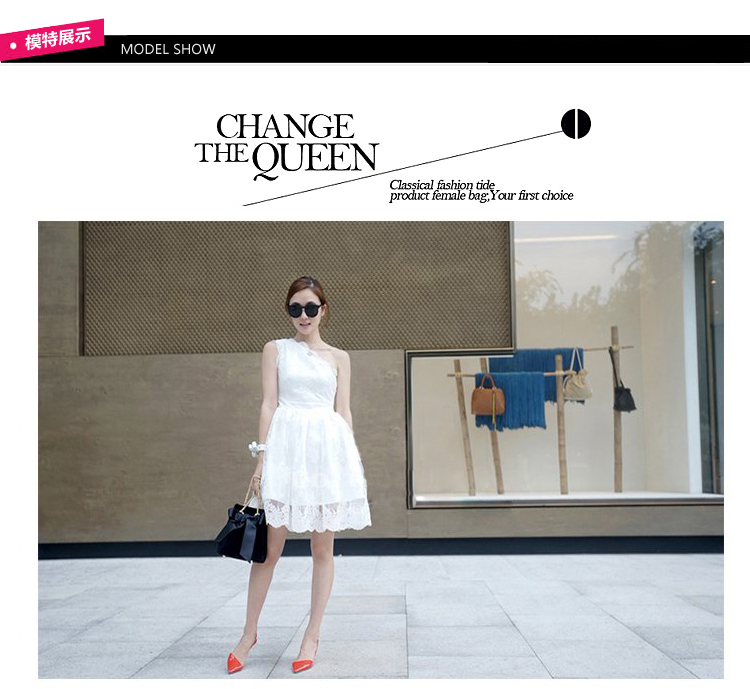 模特展示
MODEL SHOW
CHANGE
THE QUEEN
Classical fashion tide
product female bag,Your first choice